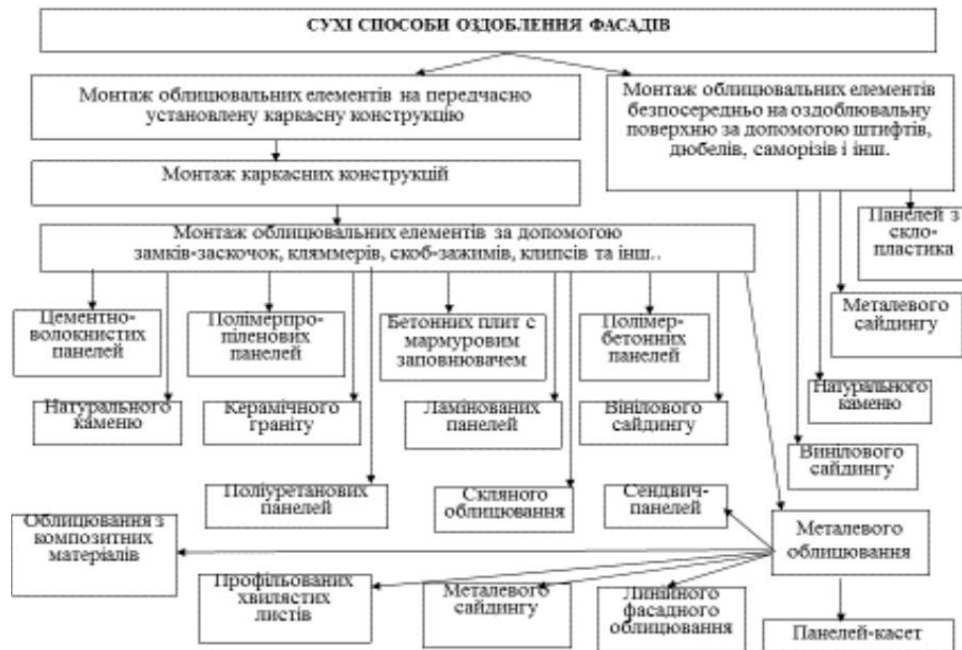 СУХІ СПОСОБИ ОЗДОБЛЕННЯ ФАСАДІВ
Монтаж облицювальних елементів на передчасно
установлену каркасну конструкцію
Монтаж облицювальних елементів
безпосередньо на оздоблювальну
поверхню за допомогою штифтів,
дюбелів, саморізів і інш.
Монтаж каркасних конструкцій
Монтаж облицювальних елементів за допомогою
замків-заскочок, кляммерів, скоб-зажимів, клипсів та інш..
Панелей з
скло-
пластика
Металевого
сайдингу
Натурального
каменю
Винілового
сайдингу
Цементно-
волокнистих
панелей
Полімерпро-
піленових
панелей
Бетонних плит с
мармуровим
заповнювачем
Полімер-
бетонних
панелей
Натурального
каменю
Керамічного
граніту
Ламінованих
панелей
Вінілового
сайдингу
Поліуретанових
панелей
Скляного
облицювання
Сендвич-
панелей
Металевого
облицювання
Облицювання з
композитних
матеріалів
Профільованих
хвилястих
листів
Металевого
сайдингу
Линийного
фасадного
облицювання
Панелей-касет